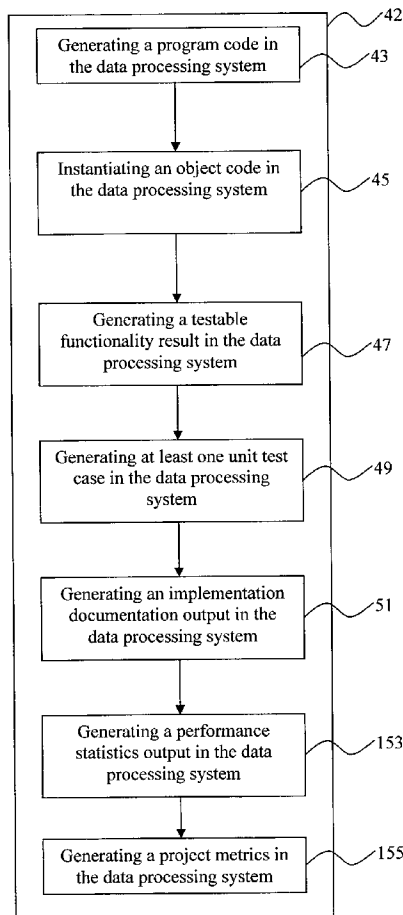 42
Generating a program code in
the data processing system
43
Instantiating an object code in
the data processing system
45
Generating a testable
functionality result in the data
processing system
47
Generating at least one unit test
case in the data processing
system
49
Generating an implementation
documentation output in the
data processing system
51
Generating a performance
statistics output in the data
processing system
153
Generating a project metrics in
the data processing system
155